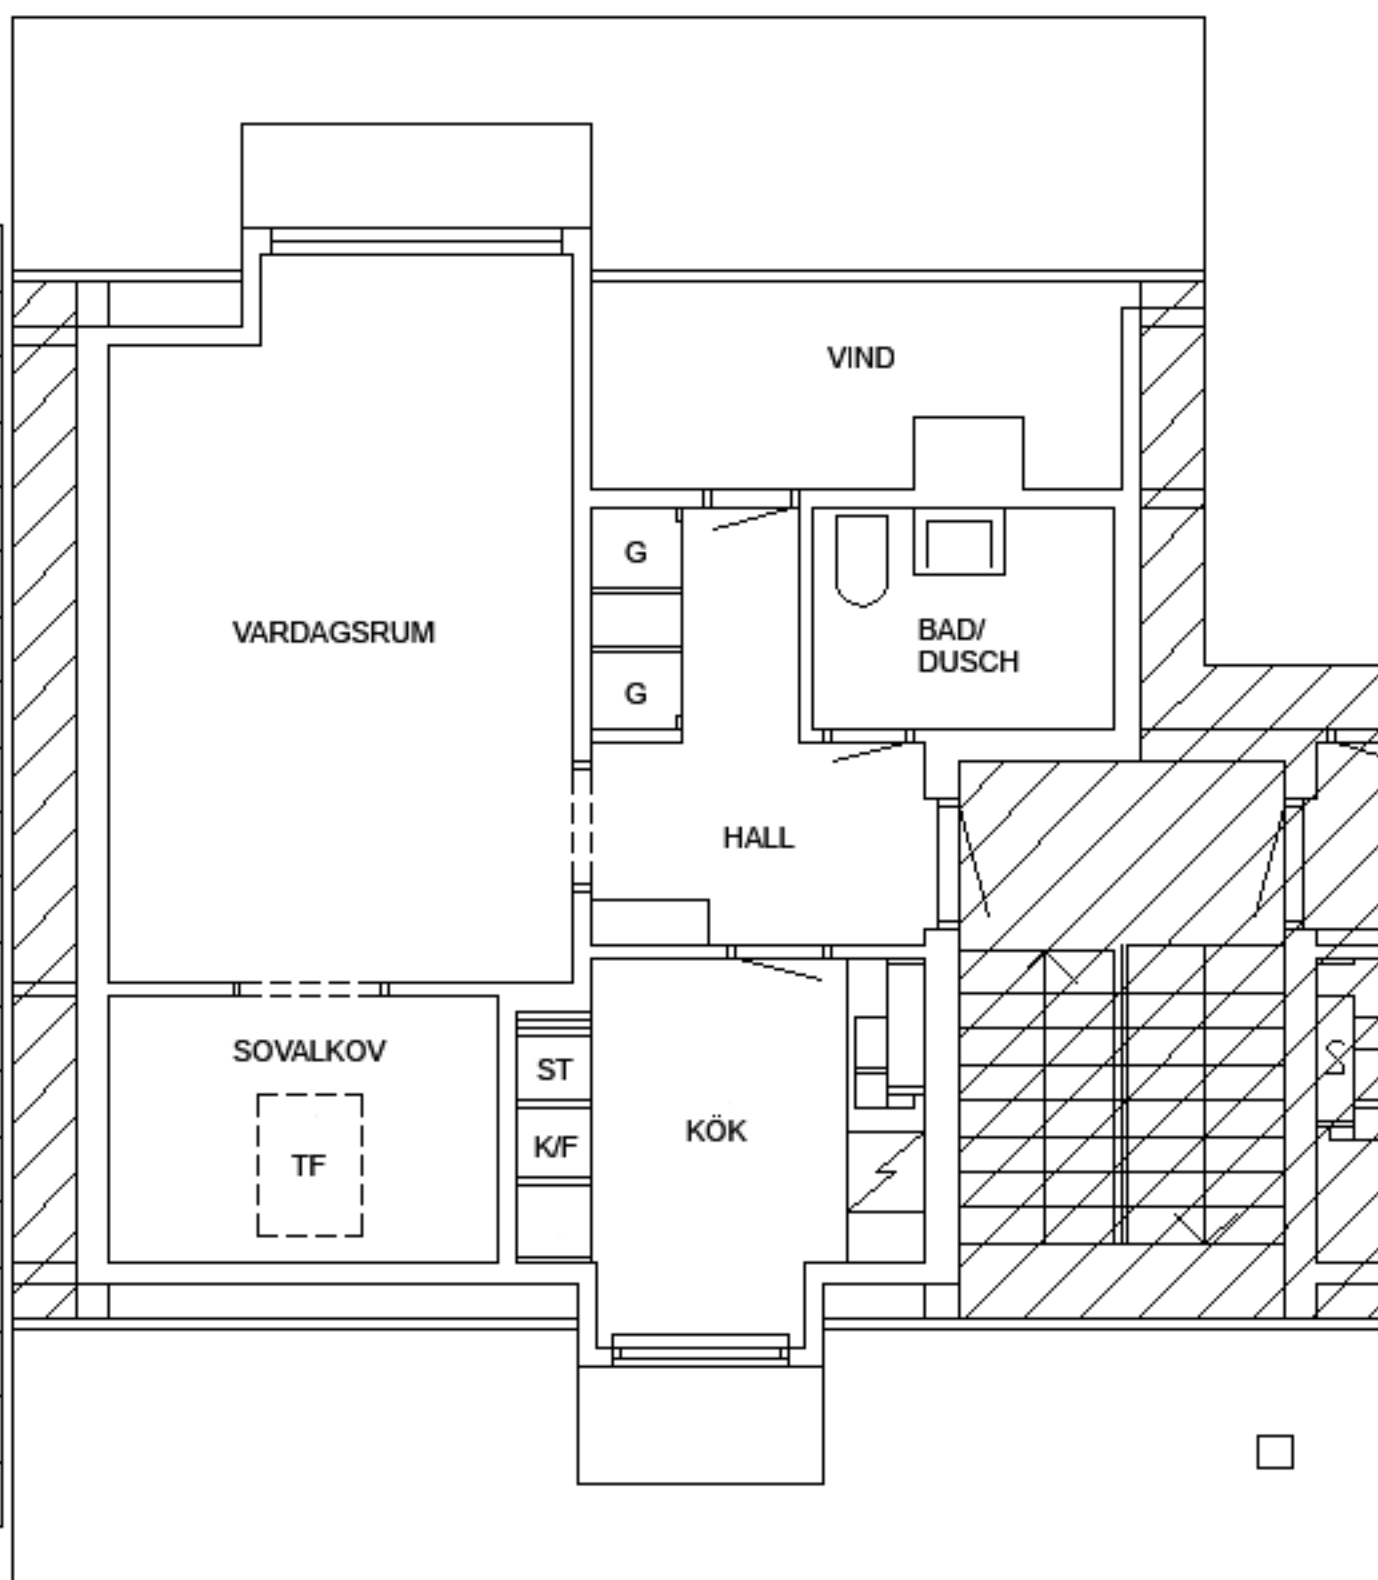 VIND
G
VARDAGSRUM
BAD/
DUSCH
G
HALL
SOVALKOV
ST
KÖK
K/F
TF